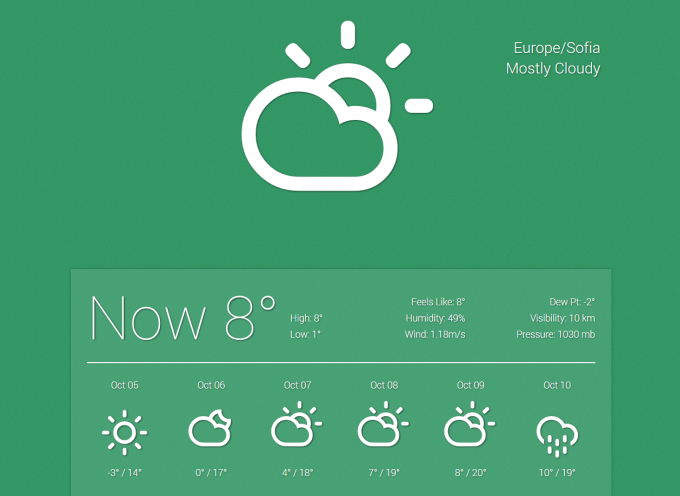 Europe/Sofia
Mostly Cloudy
Now 8°
High: 8°
Low: 1°
Feels Like: 8°
Humidity: 49%
Wind: 1.18m/s
Dew Pt: -2°
Visibility: 10 km
Pressure: 1030 mb
Oct 05 Oct 06 Oct 07 Oct 08 Oct 09 Oct 10
-3° / 14° 0° / 17° 4° / 18° 7° / 19° 8° / 20° 10° / 19°